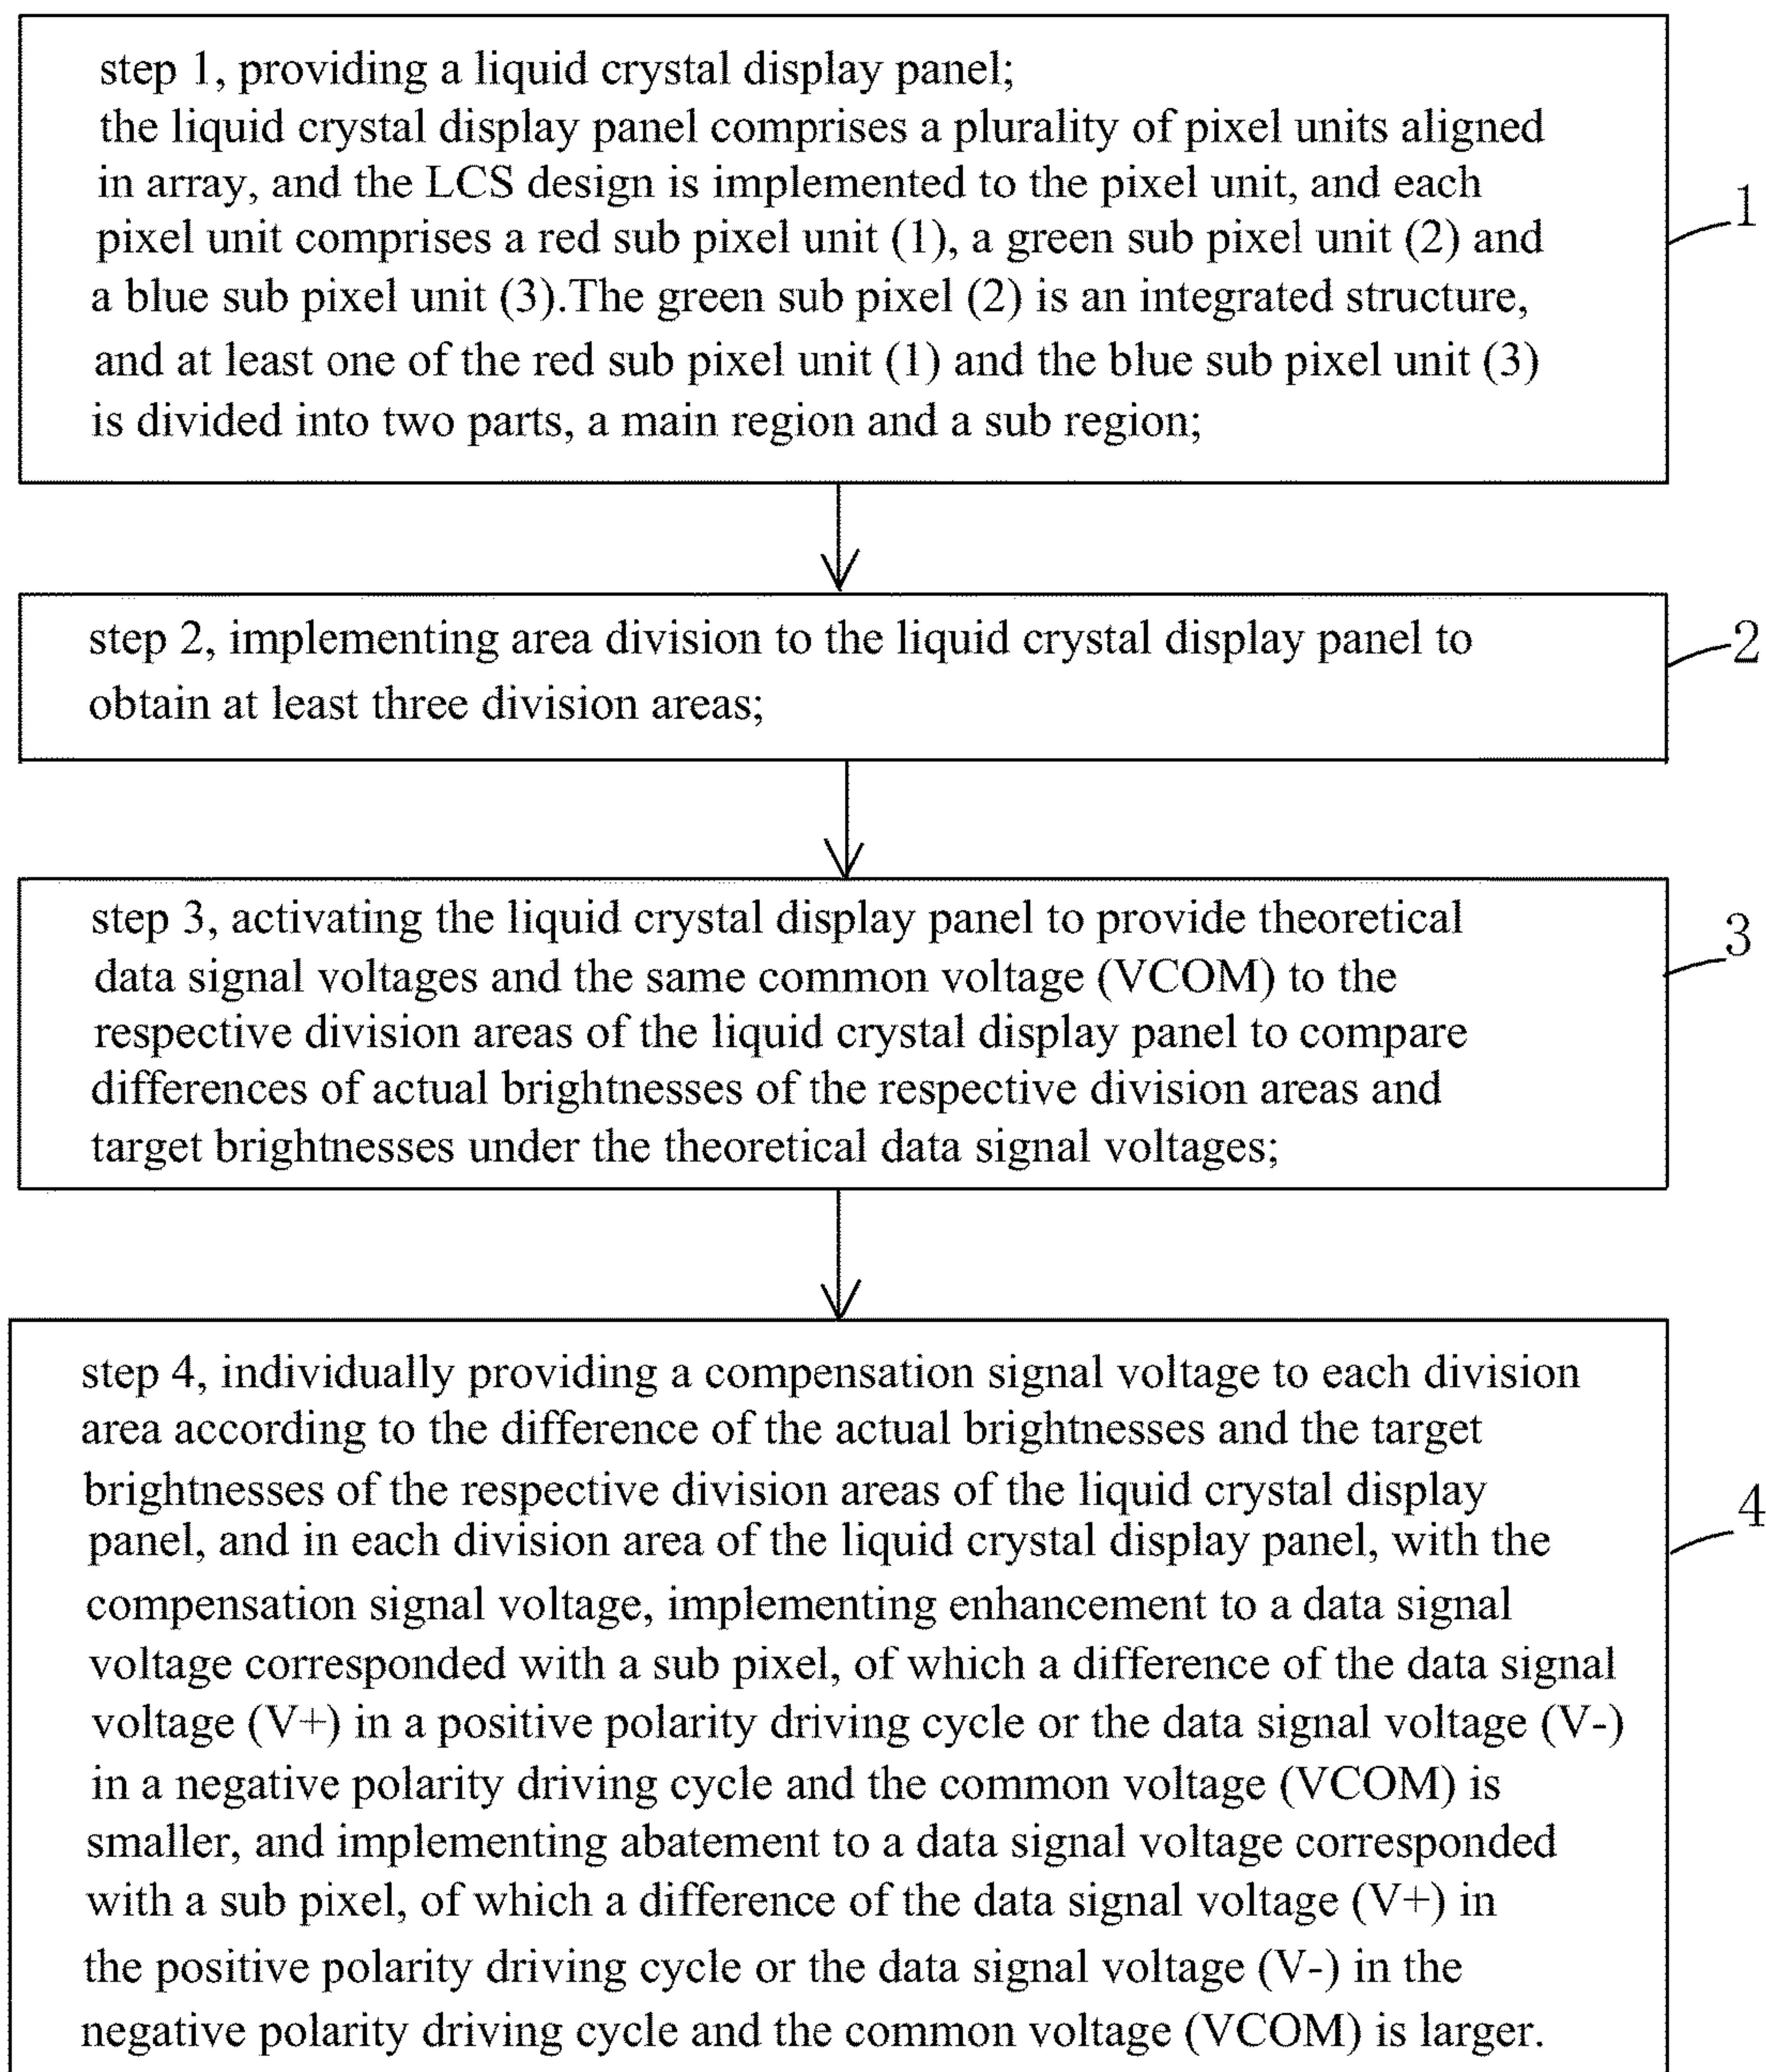 step 1, providing a liquid crystal display panel;
the liquid crystal display panel comprises a plurality of pixel units aligned
in array, and the LCS design is implemented to the pixel unit, and each
pixel unit comprises a red sub pixel unit (1), a green sub pixel unit (2) and
a blue sub pixel unit (3).The green sub pixel (2) is an integrated structure,
and at least one of the red sub pixel unit (1) and the blue sub pixel unit (3)
is divided into two parts, a main region and a sub region;
1
step 2, implementing area division to the liquid crystal display panel to
obtain at least three division areas;
2
step 3, activating the liquid crystal display panel to provide theoretical
data signal voltages and the same common voltage (VCOM) to the
respective division areas of the liquid crystal display panel to compare
differences of actual brightnesses of the respective division areas and
target brightnesses under the theoretical data signal voltages;
3
step 4, individually providing a compensation signal voltage to each division
area according to the difference of the actual brightnesses and the target
brightnesses of the respective division areas of the liquid crystal display
panel, and in each division area of the liquid crystal display panel, with the
compensation signal voltage, implementing enhancement to a data signal
voltage corresponded with a sub pixel, of which a difference of the data signal
voltage (V+) in a positive polarity driving cycle or the data signal voltage (V-)
in a negative polarity driving cycle and the common voltage (VCOM) is
smaller, and implementing abatement to a data signal voltage corresponded
with a sub pixel, of which a difference of the data signal voltage (V+) in
the positive polarity driving cycle or the data signal voltage (V-) in the
negative polarity driving cycle and the common voltage (VCOM) is larger.
4